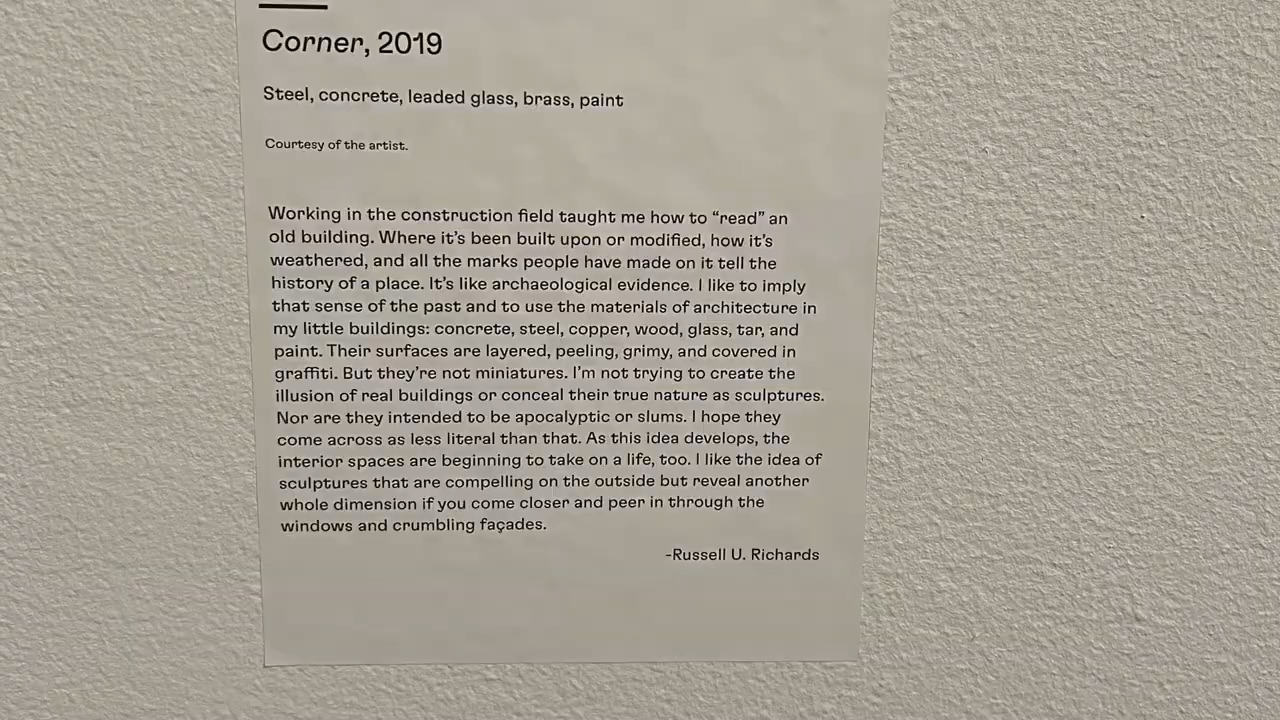 Corner, 2019
Steel, concrete, leaded glass, brass, paint
Courtesy of the artist.
Working in the construction field taught me how to “read” an
old building. Where it’s been built upon or modified, how it’s
weathered, and all the marks people have made on it tell the
history of a place. It’s like archaeological evidence. I like to imply
that sense of the past and to use the materials of architecture in
my little buildings: concrete, steel, copper, wood, glass, tar, and
paint. Their surfaces are layered, peeling, grimy, and covered in
graffiti. But they’re not miniatures. I’m not trying to create the
illusion of real buildings or conceal their true nature as sculptures.
Nor are they intended to be apocalyptic or slums. I hope they
come across as less literal than that. As this idea develops, the
interior spaces are beginning to take on a life, too. I like the idea of
sculptures that are compelling on the outside but reveal another
whole dimension if you come closer and peer in through the
windows and crumbling façades.
-Russell U. Richards